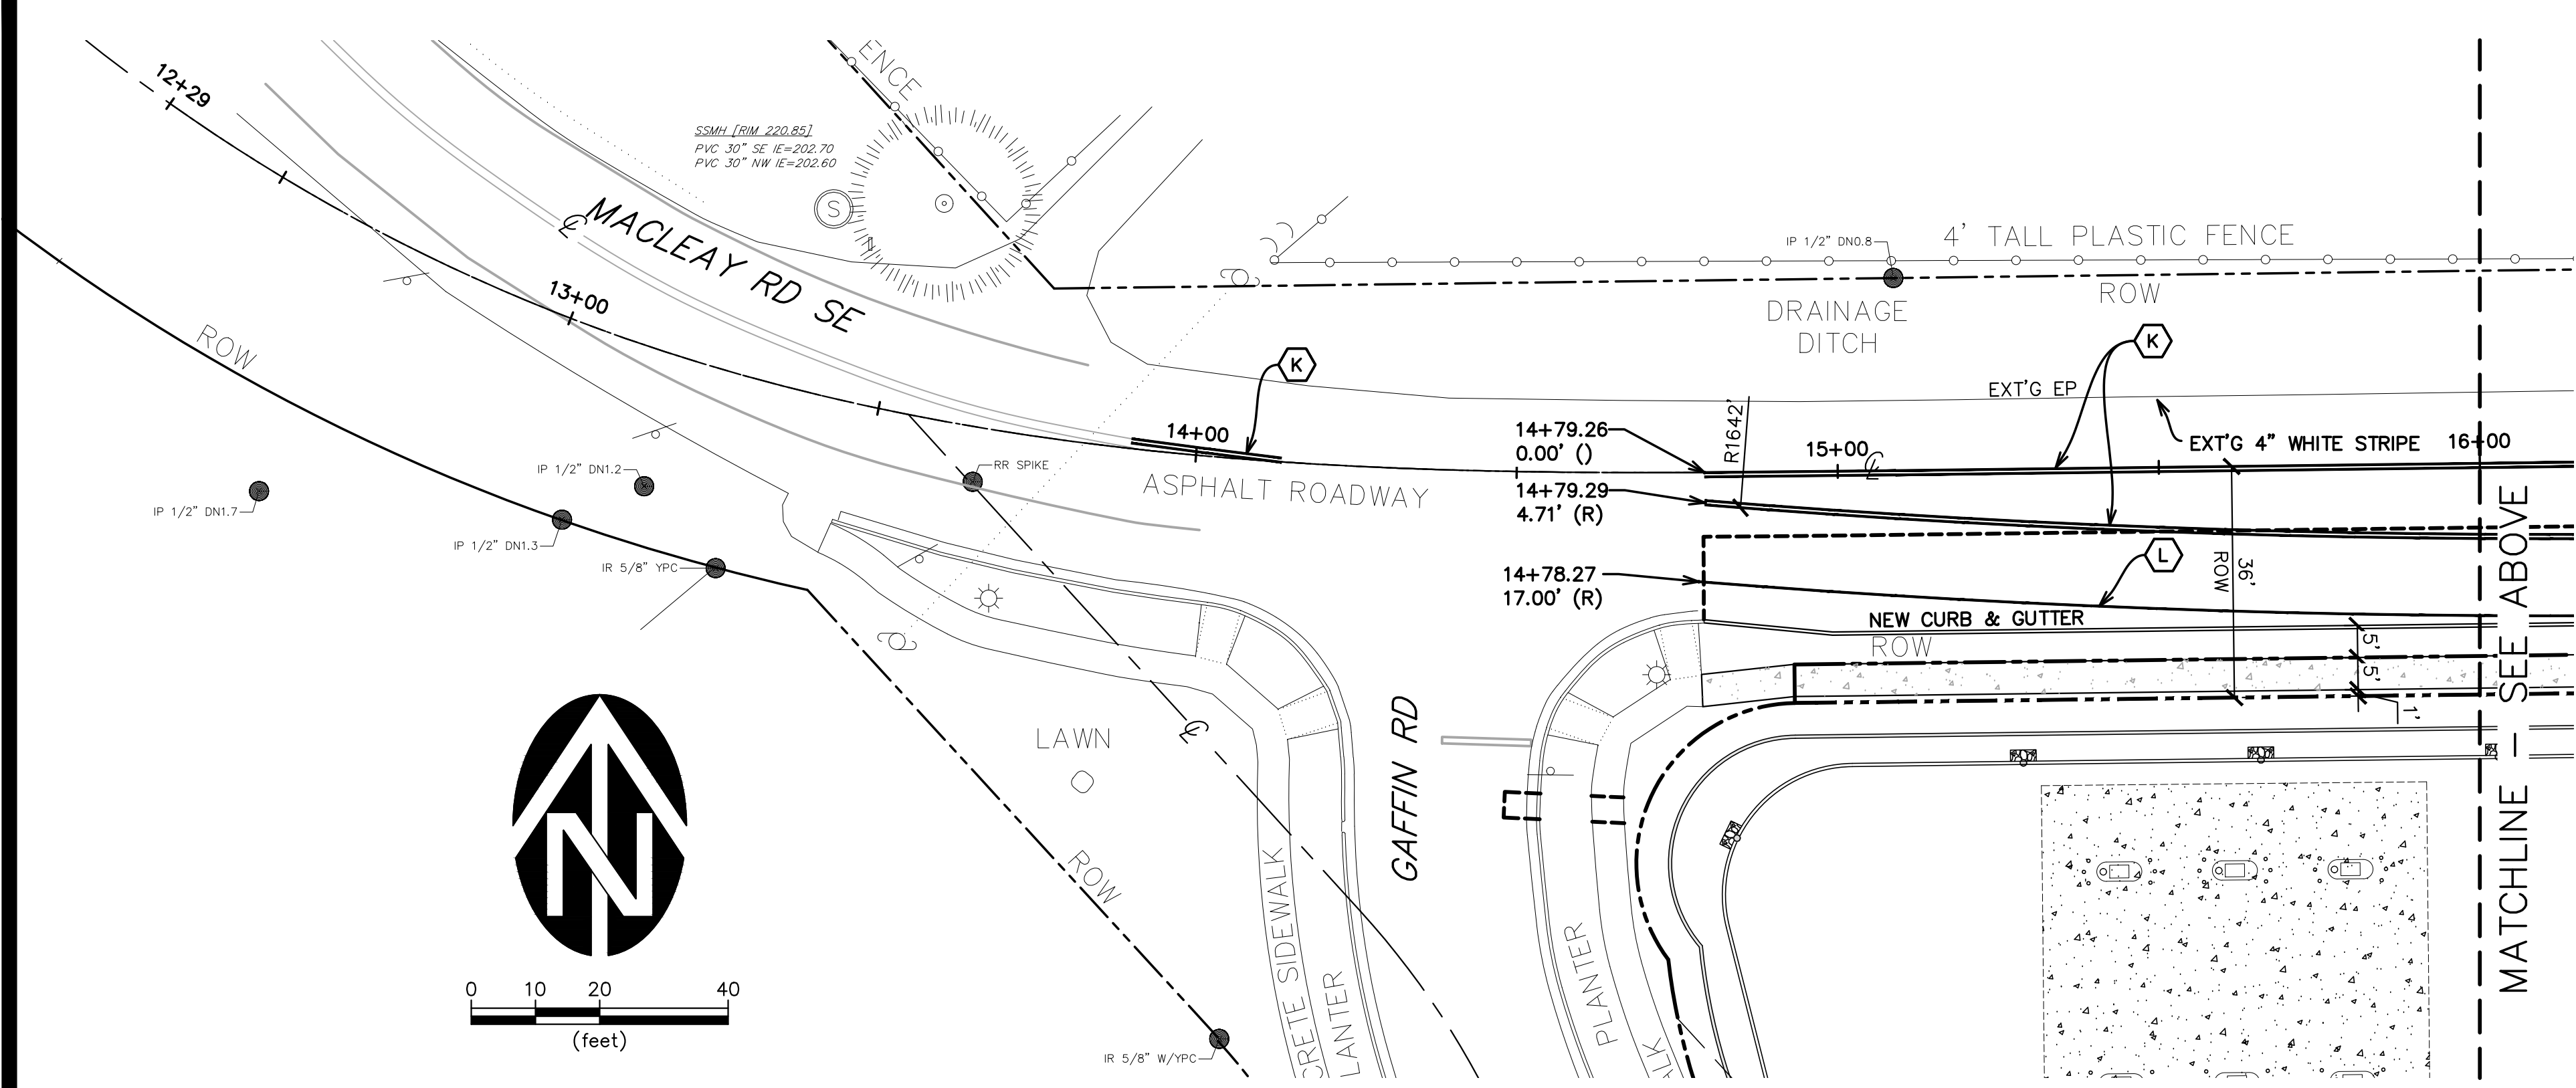 12+29
ENCE
SSMH [RIM 220.85]
PVC 30" SE IE=202.70
PVC 30" NW IE=202.60
S
MACLEAY RD SE
13+00
ROW
IP 1/2" DN0.8
4' TALL PLASTIC FENCE
ROW
DRAINAGE
DITCH
K
K
EXT'G EP
R1642'
14+00
14+79.26
0.00' ()
15+00
EXT'G 4" WHITE STRIPE
16+00
RR SPIKE
IP 1/2" DN1.2
IP 1/2" DN1.7
IP 1/2" DN1.3
IR 5/8" YPC
ASPHALT ROADWAY
14+79.29
4.71' (R)
L
14+78.27
17.00' (R)
36'
ROW
NEW CURB & GUTTER
ROW
5'
5'
1'
MATCHLINE - SEE ABOVE
LAWN
GAFFIN RD
N
ROW
CRETE SIDEWALK
LANTER
PLANTER
ALK
0 10 20 40
(feet)
IR 5/8" W/YPC